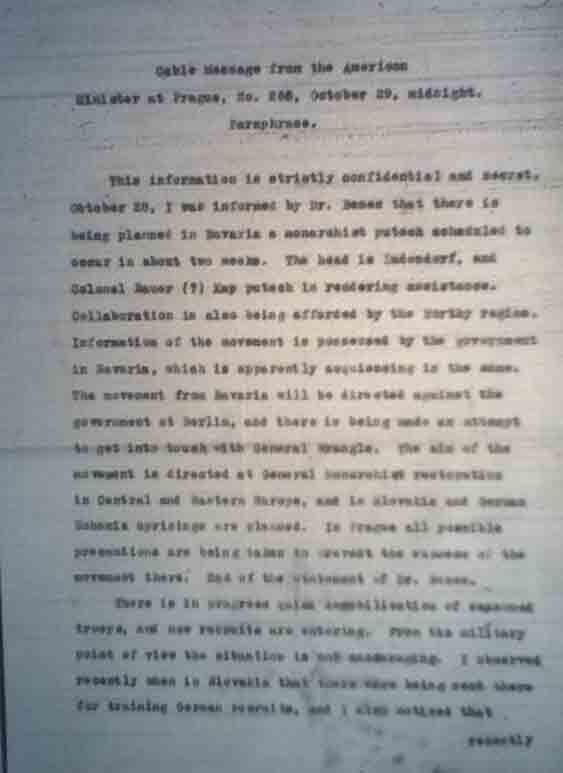 Cable Message from the American
Minister at Prague, No. 268, October 29, midnight.
Paraphrase.
This information is strictly confidential and secret.
October 28, I was informed by Dr. Benes that there is
being planned in Bavaria a monarchist putsch scheduled to
occur in about two weeks. The head is and
Colonel Bauer (?) Kap putsch is rendering assistance.
Collaboration is also being afforded by the Horthy regime.
Information of the movement is possessed by the government
in Bavaria, which is apparently acquiescing in the same.
The movement from Bavaria will be directed against the
government at Berlin, and there is being made an attempt
to get into touch with General Wrangle. The aim of the
movement is directed at General monarchist restoration
in Central and Eastern Europe, and in Slovakia and German
Bohemia uprisings are planned. In Prague all possible
precautions are being taken to prevent the success of the
movement there. End of the statement of Dr. Benes.
There is in progress demobilization of seasoned
troops, and new recruits are entering. From the military
point of view the situation is not encouraging. I observed
recently when in Slovakia that there were being sent there
for training German recruits, and I also noticed that
recently